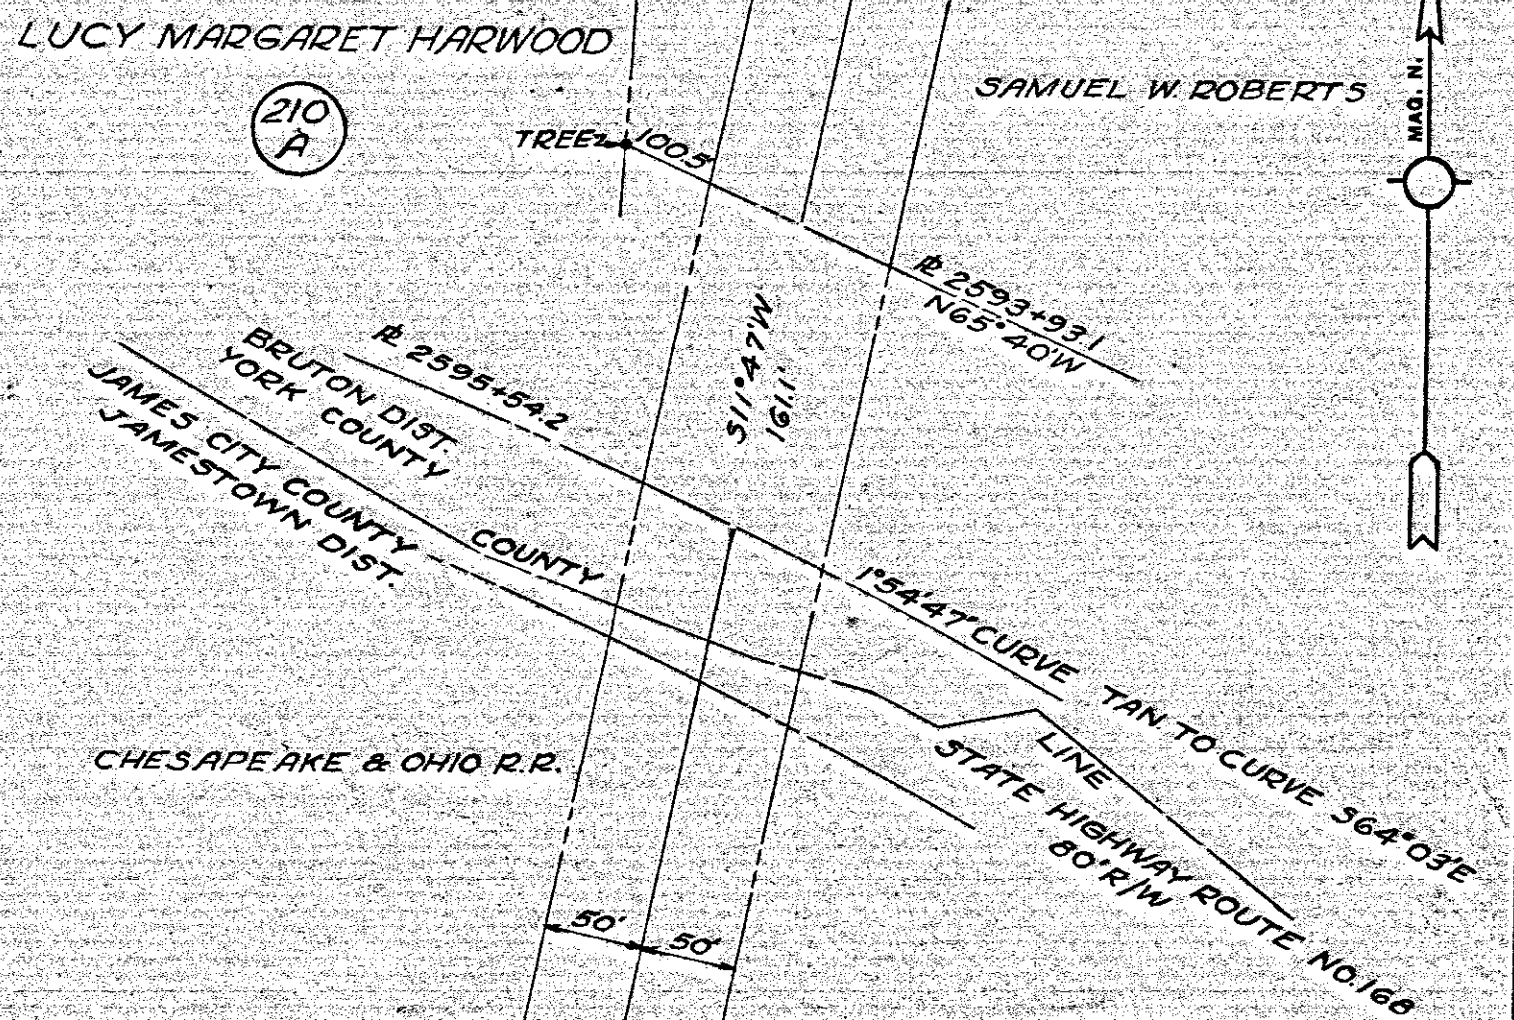 LUCY MARGARET HARWOOD
210
A
SAMUEL W. ROBERTS
MAG. N.
TREE
100.5'
PL 2593+93.1
N65°40'W
PL 2595+54.2
BRUTON DIST.
YORK COUNTY
JAMES CITY COUNTY
JAMESTOWN DIST.
S11°47'W
161.1'
COUNTY LINE
1°54'47" CURVE TAN TO CURVE S64°03'E
STATE HIGHWAY ROUTE NO.168
80' R/W
CHESAPEAKE & OHIO R.R.
50'
50'